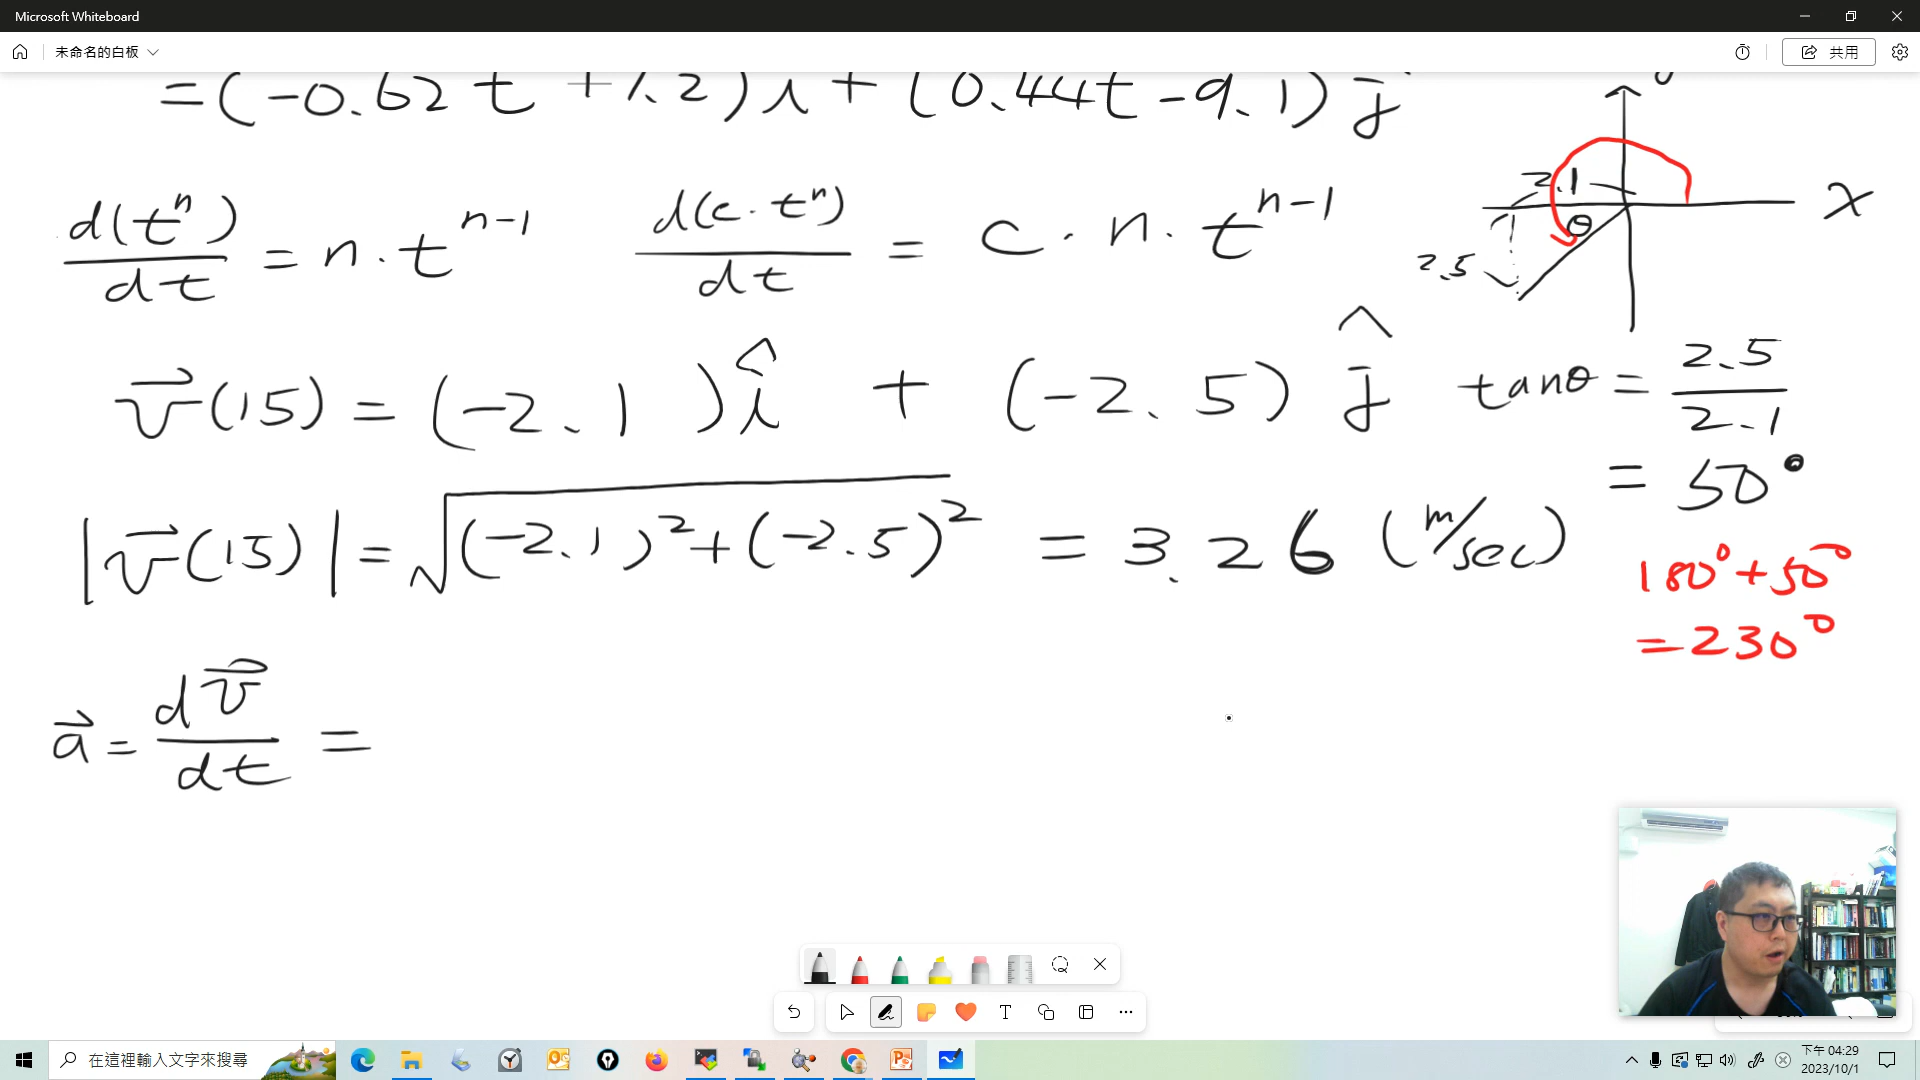 Microsoft Whiteboard
未命名的白板
共用
=(-0.62t+7.2)i+(0.44t-9.1)j
d(tⁿ)/dt = n·tⁿ⁻¹
d(c·tⁿ)/dt = c·n·tⁿ⁻¹
2.1
θ
2.5
x
v⃗(15)=(-2.1)î+(-2.5)ĵ
tanθ=2.5/2.1
=50°
|v⃗(15)|=√(-2.1)²+(-2.5)² = 3.26 (m/sec)
180°+50°
=230°
a⃗=dv⃗/dt=
T
在這裡輸入文字來搜尋
下午 04:29
2023/10/1